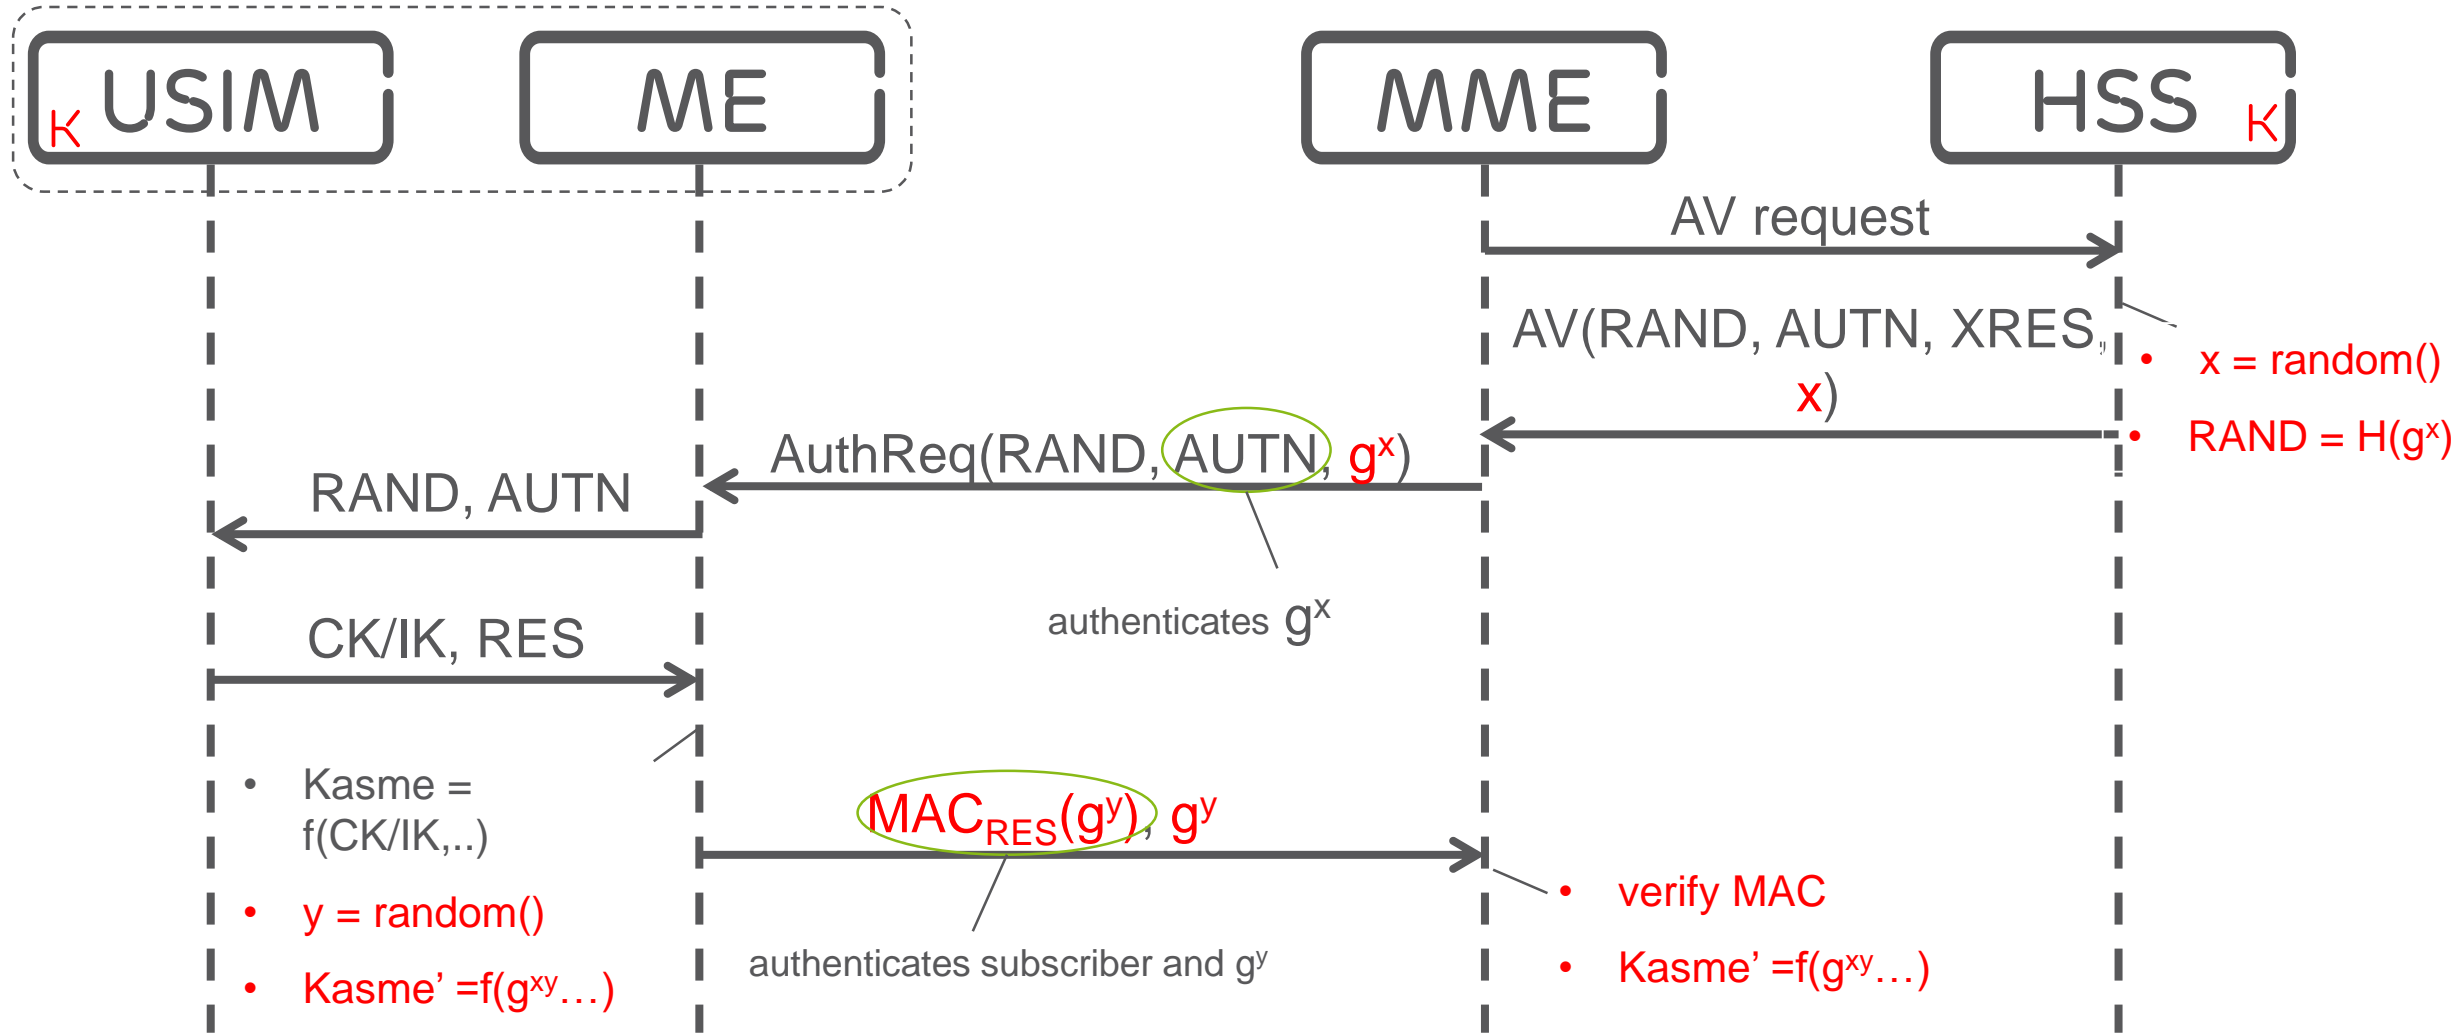 K USIM
ME
MME
HSS K
AV request
AV(RAND, AUTN, XRES,
x)
• x = random()
• RAND = H(gˣ)
AuthReq(RAND, AUTN, gˣ)
RAND, AUTN
authenticates gˣ
CK/IK, RES
• Kasme =
f(CK/IK,..)
• y = random()
• Kasme’ =f(gˣʸ…)
MAC_RES(gʸ), gʸ
authenticates subscriber and gʸ
• verify MAC
• Kasme’ =f(gˣʸ…)